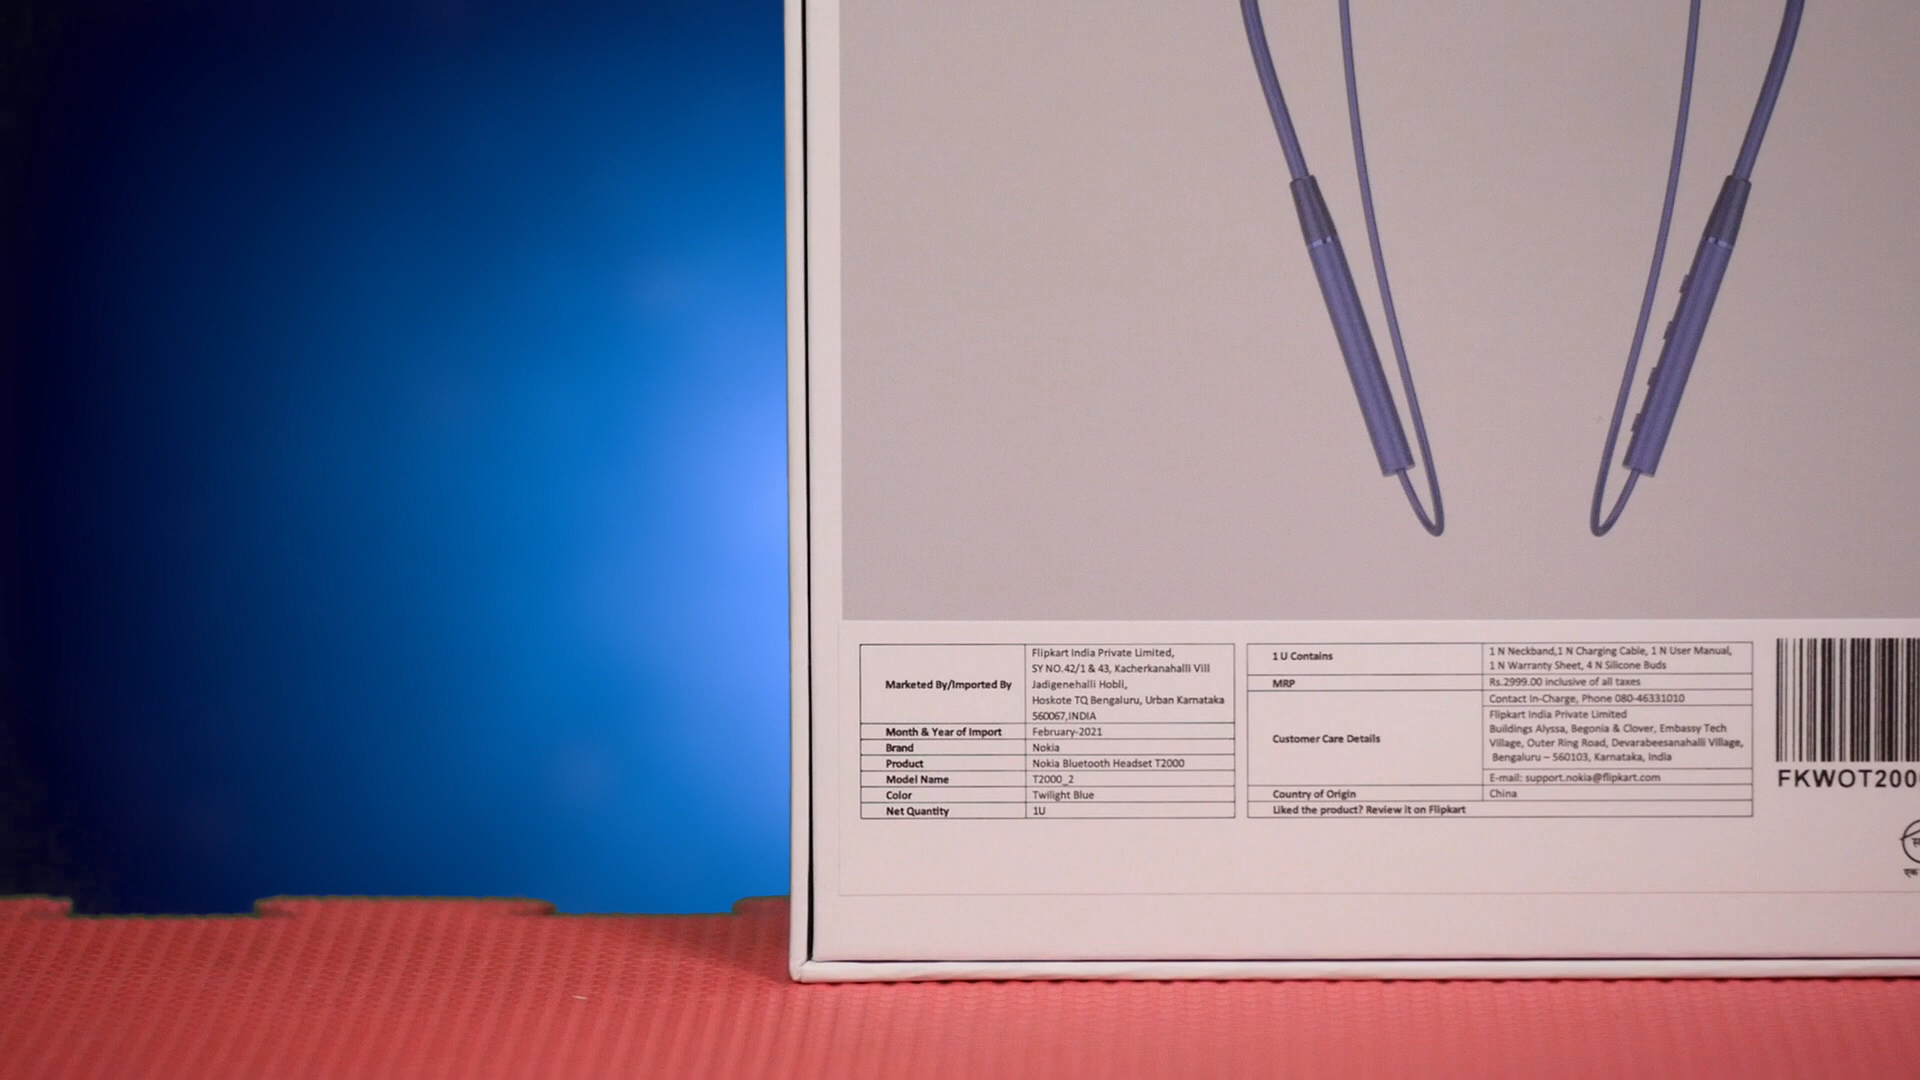 Marketed By/Imported By
Flipkart India Private Limited,
SY NO.42/1 & 43, Kacherkanahalli Vill
Jadigenehalli Hobli,
Hoskote TQ Bengaluru, Urban Karnataka
560067,INDIA
Month & Year of Import February-2021
Brand Nokia
Product Nokia Bluetooth Headset T2000
Model Name T2000_2
Color Twilight Blue
Net Quantity 1U
1 U Contains
1 N Neckband,1 N Charging Cable, 1 N User Manual,
1 N Warranty Sheet, 4 N Silicone Buds
MRP Rs.2999.00 inclusive of all taxes
Customer Care Details
Contact In-Charge, Phone 080-46331010
Flipkart India Private Limited
Buildings Alyssa, Begonia & Clover, Embassy Tech
Village, Outer Ring Road, Devarabeesanahalli Village,
Bengaluru – 560103, Karnataka, India
E-mail: support.nokia@flipkart.com
Country of Origin China
Liked the product? Review it on Flipkart
FKWOT200
एक